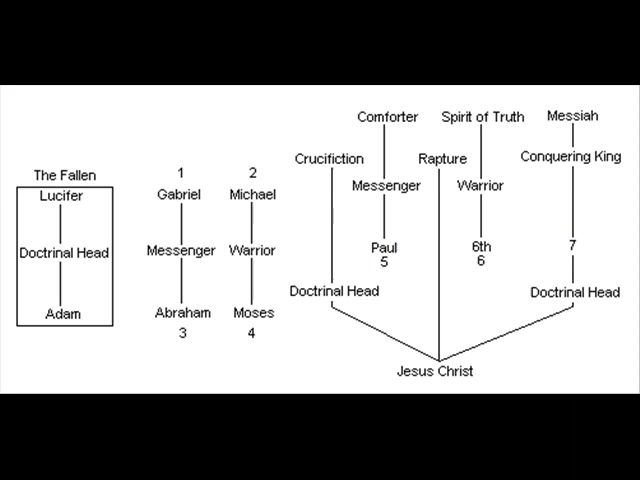 Comforter
Spirit of Truth
Messiah
Crucifiction
Rapture
Conquering King
The Fallen
1
2
Lucifer
Gabriel
Michael
Messenger
Warrior
Doctrinal Head
Messenger
Warrior
Paul
5
6th
6
7
Doctrinal Head
Doctrinal Head
Adam
Abraham
3
Moses
4
Jesus Christ